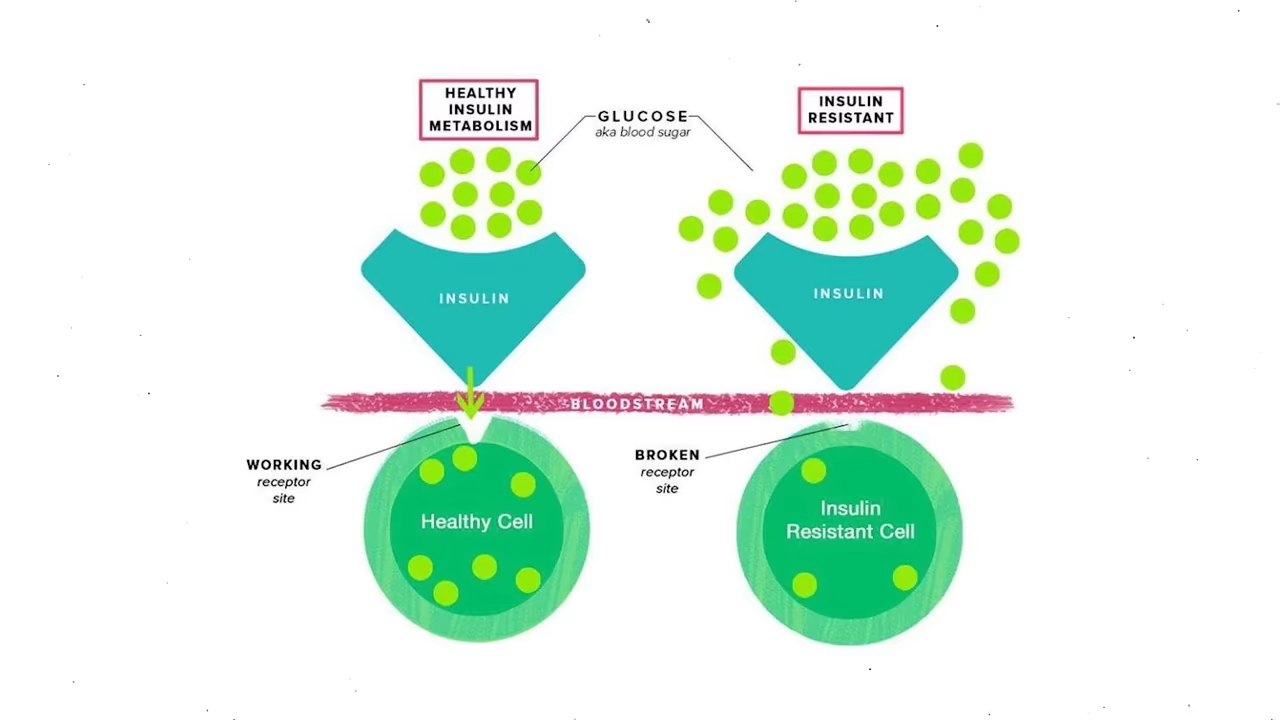 HEALTHY
INSULIN
METABOLISM
GLUCOSE
aka blood sugar
INSULIN
RESISTANT
INSULIN
INSULIN
BLOODSTREAM
WORKING
receptor
site
BROKEN
receptor
site
Healthy Cell
Insulin
Resistant Cell